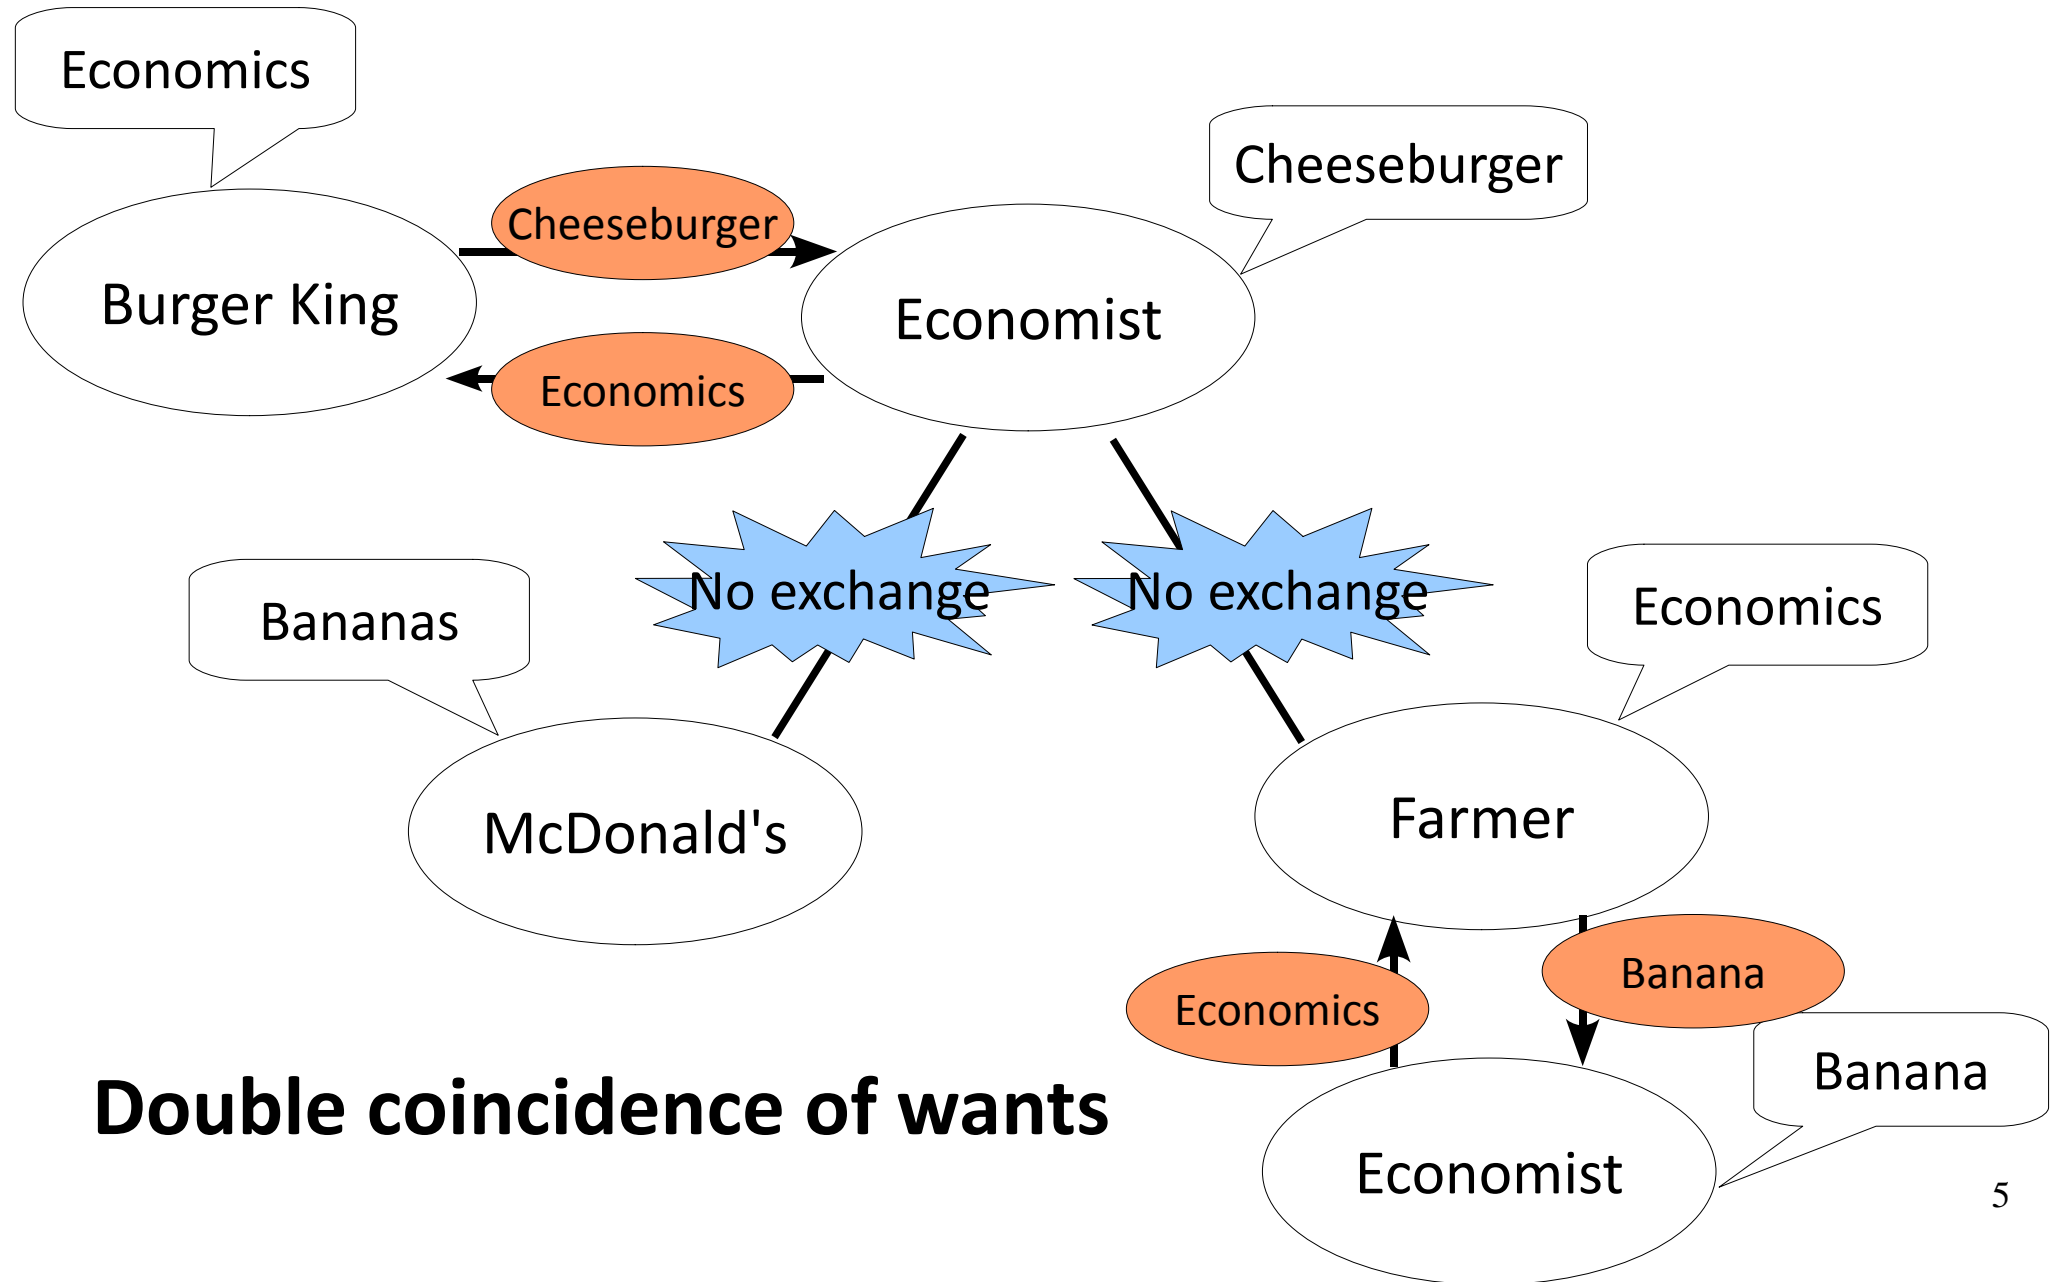 Economics
Cheeseburger
Cheeseburger
Burger King
Economist
Economics
No exchange
No exchange
Bananas
Economics
McDonald's
Farmer
Banana
Economics
Banana
Double coincidence of wants
Economist
5